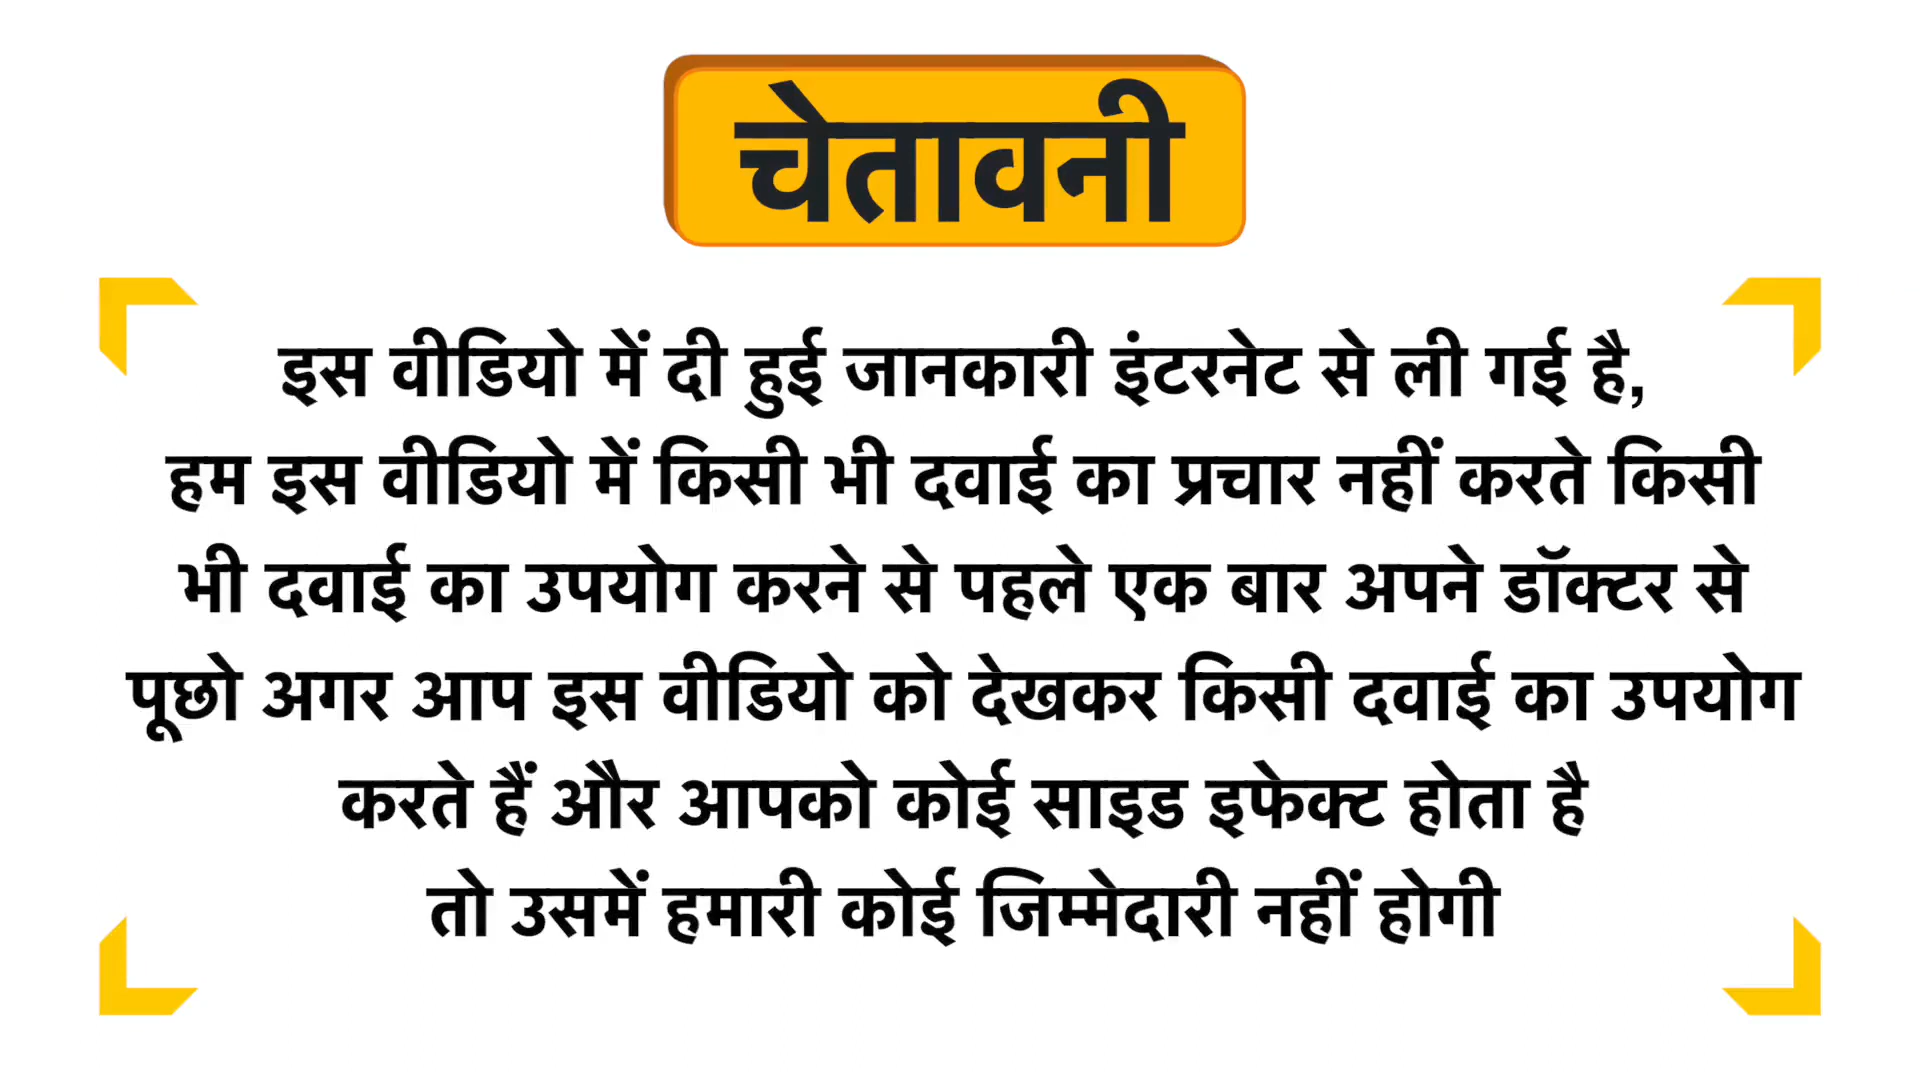 चेतावनी
इस वीडियो में दी हुई जानकारी इंटरनेट से ली गई है,
हम इस वीडियो में किसी भी दवाई का प्रचार नहीं करते किसी
भी दवाई का उपयोग करने से पहले एक बार अपने डॉक्टर से
पूछो अगर आप इस वीडियो को देखकर किसी दवाई का उपयोग
करते हैं और आपको कोई साइड इफेक्ट होता है
तो उसमें हमारी कोई जिम्मेदारी नहीं होगी